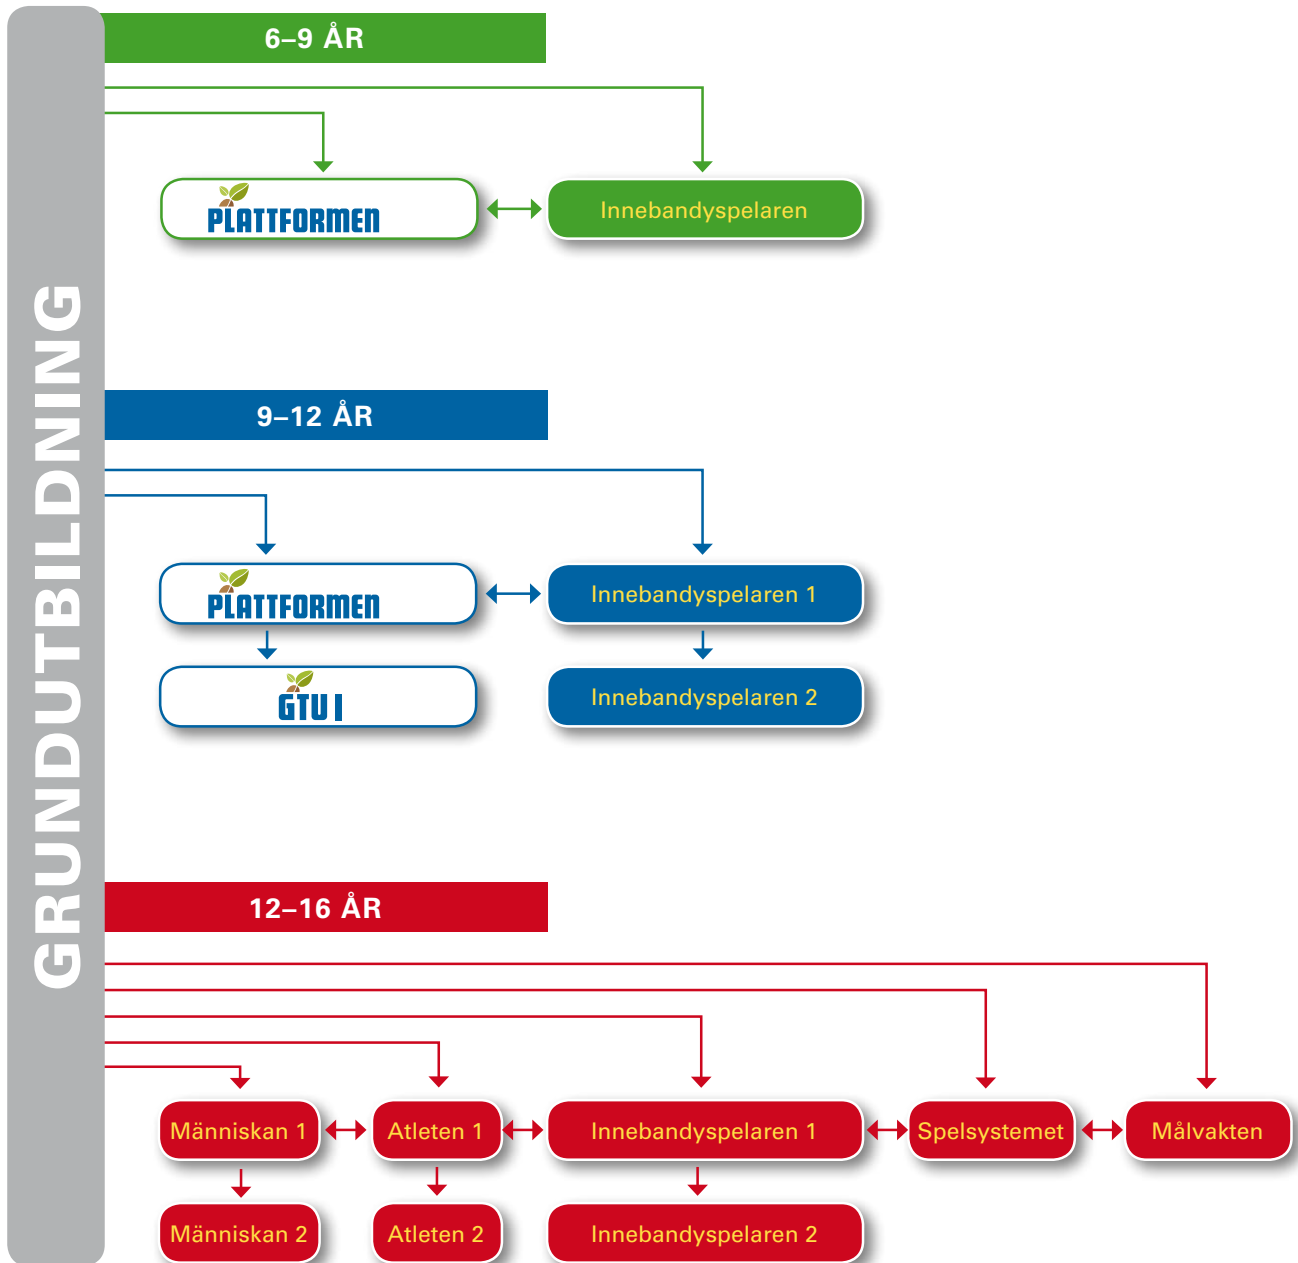 GRUNDUTBILDNING
6–9 ÅR
PLATTFORMEN
Innebandyspelaren
9–12 ÅR
PLATTFORMEN
Innebandyspelaren 1
GTU I
Innebandyspelaren 2
12–16 ÅR
Människan 1
Atleten 1
Innebandyspelaren 1
Spelsystemet
Målvakten
Människan 2
Atleten 2
Innebandyspelaren 2